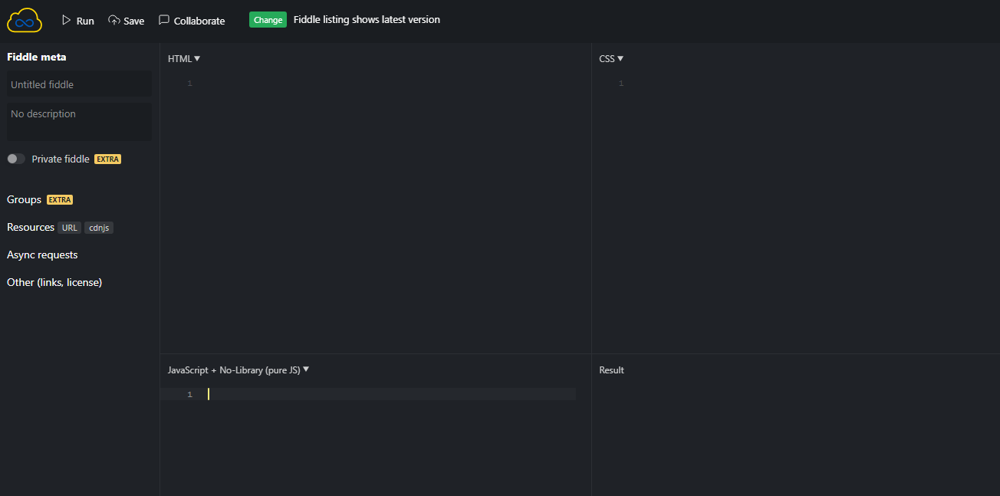 Run Save Collaborate Change Fiddle listing shows latest version
Fiddle meta
Untitled fiddle
No description
Private fiddle EXTRA
Groups EXTRA
Resources URL cdnjs
Async requests
Other (links, license)
HTML ▼
1
CSS ▼
1
JavaScript + No-Library (pure JS) ▼
1
Result